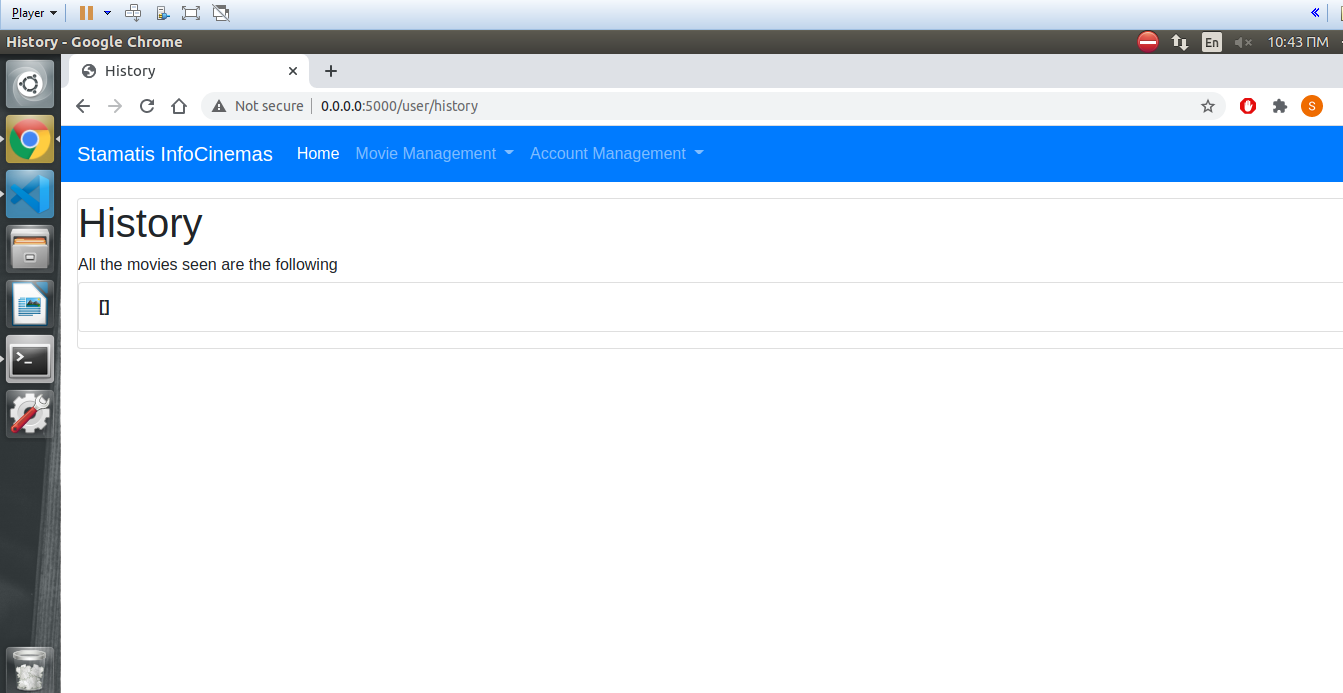 Player
History - Google Chrome
En
10:43 ΠΜ
History
Not secure
0.0.0.0:5000/user/history
S
Stamatis InfoCinemas Home Movie Management Account Management
History
All the movies seen are the following
[]